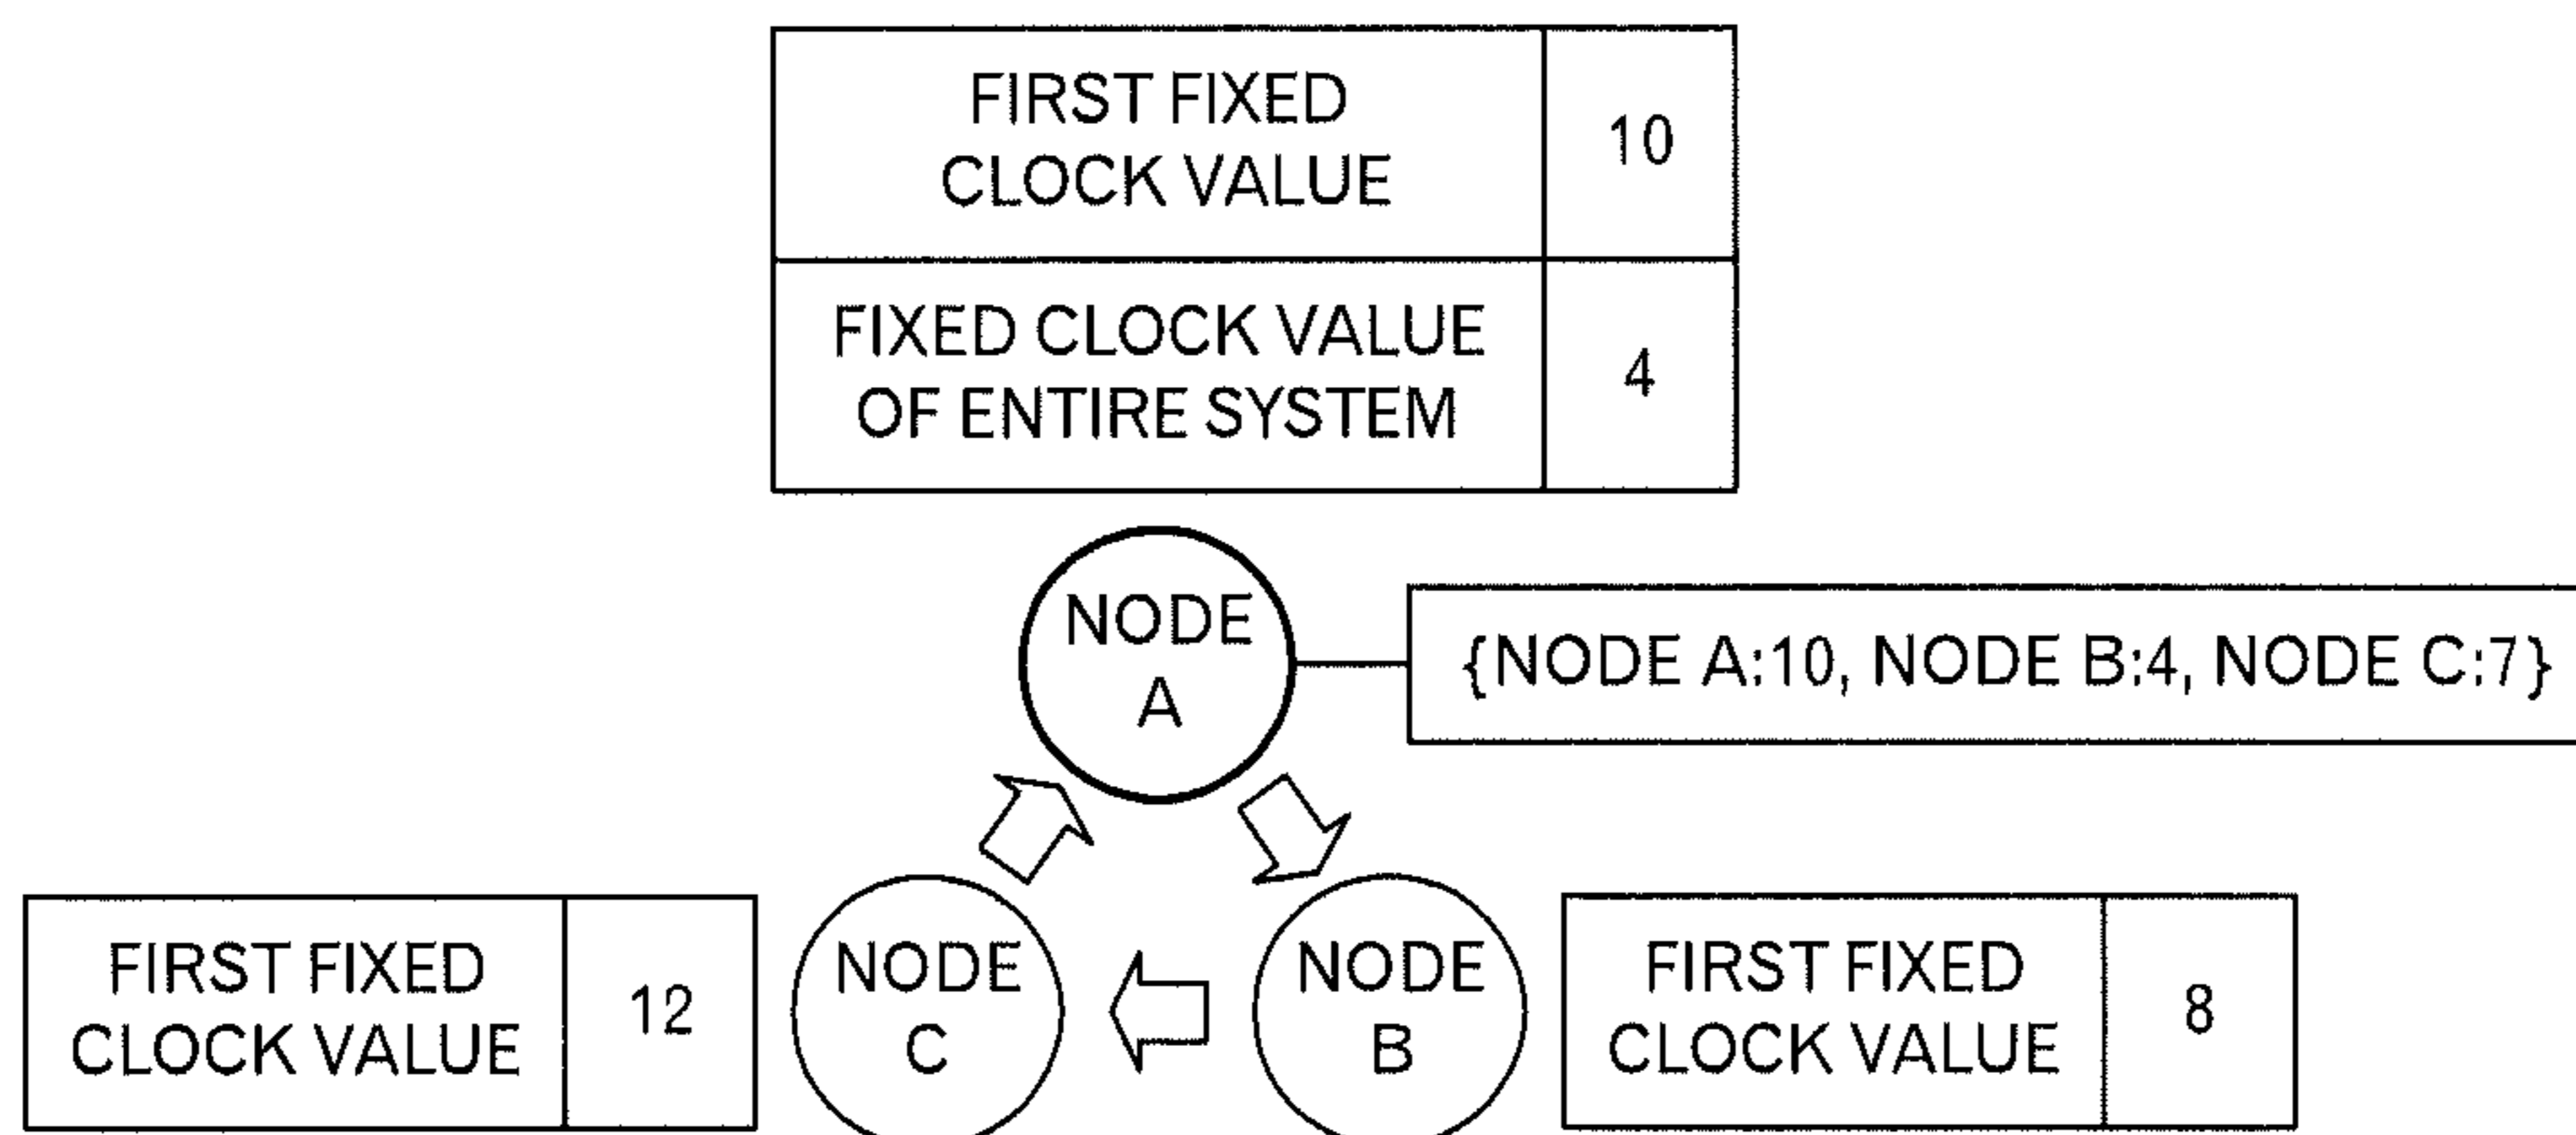 FIRST FIXED
CLOCK VALUE
10
FIXED CLOCK VALUE
OF ENTIRE SYSTEM
4
NODE
A
{NODE A:10, NODE B:4, NODE C:7}
FIRST FIXED
CLOCK VALUE
12
NODE
C
NODE
B
FIRST FIXED
CLOCK VALUE
8